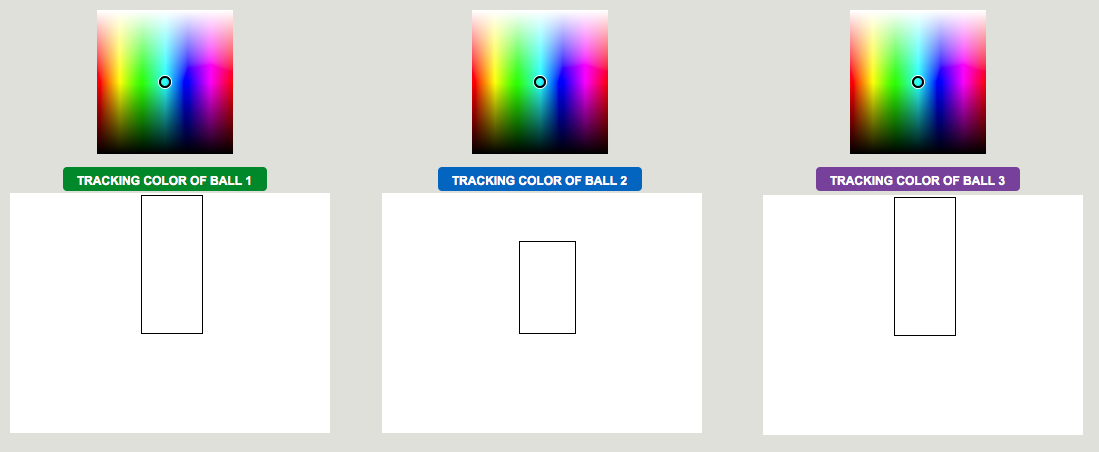 TRACKING COLOR OF BALL 1
TRACKING COLOR OF BALL 2
TRACKING COLOR OF BALL 3